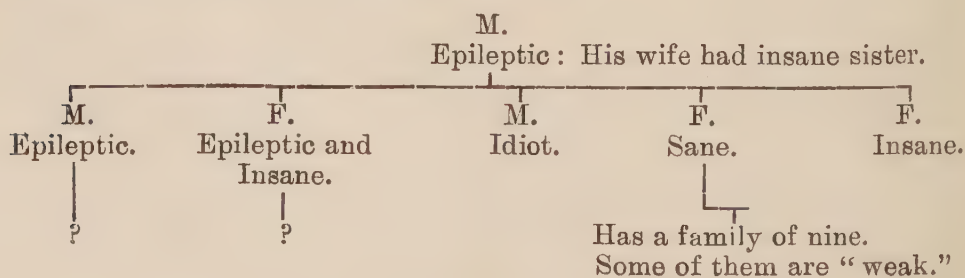 M.
Epileptic : His wife had insane sister.
M. F. M. F. F.
Epileptic. Epileptic and Idiot. Sane. Insane.
Insane.
? ?
Has a family of nine.
Some of them are “ weak.”